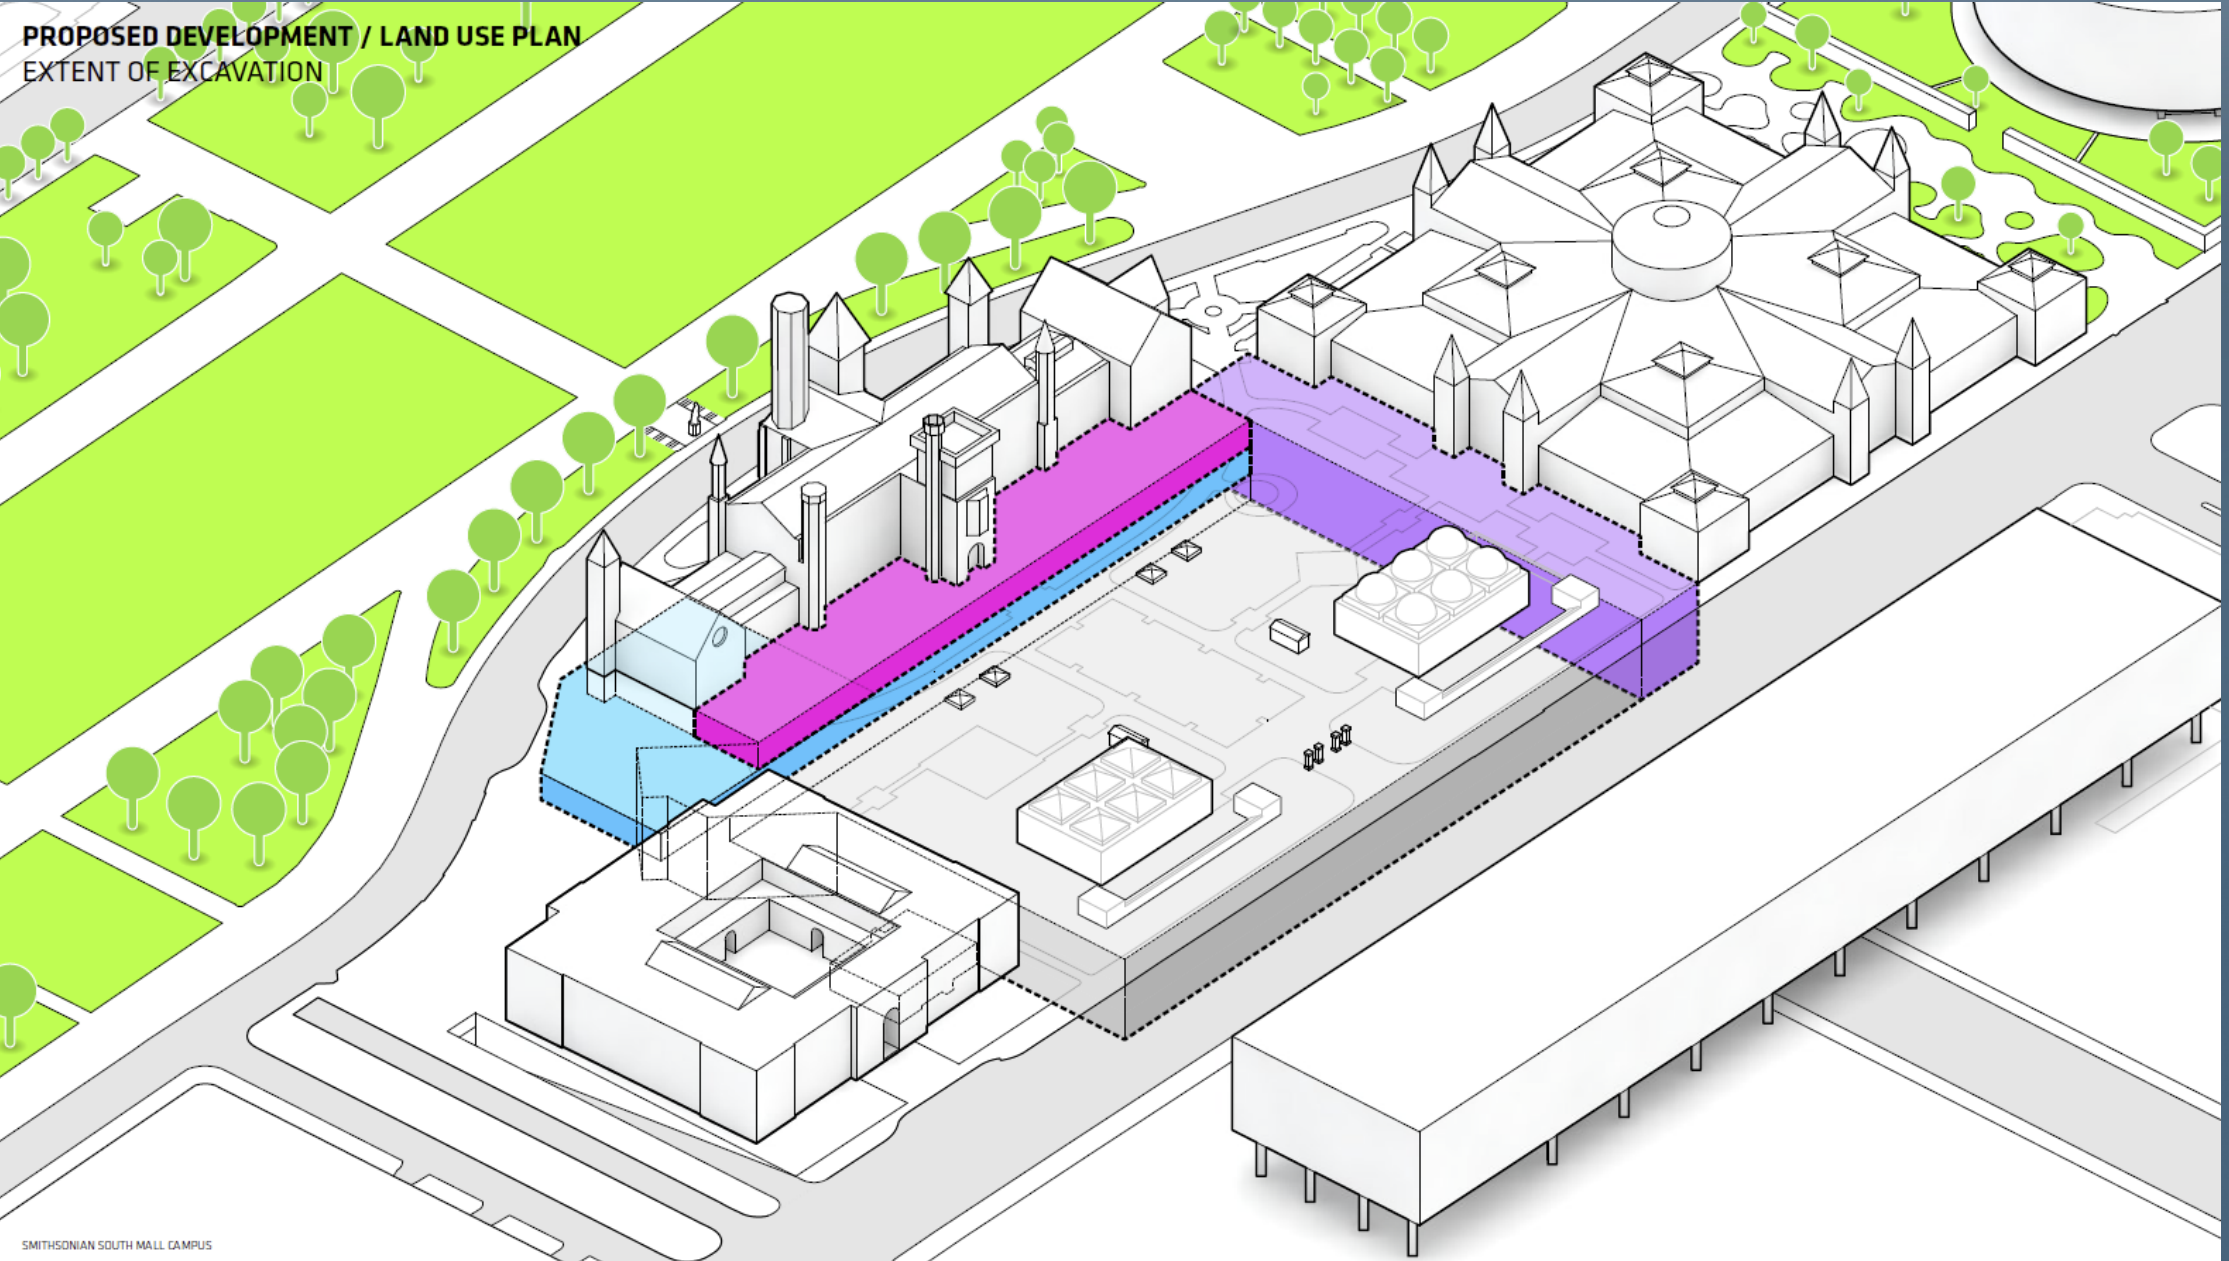 PROPOSED DEVELOPMENT / LAND USE PLAN
EXTENT OF EXCAVATION
SMITHSONIAN SOUTH MALL CAMPUS